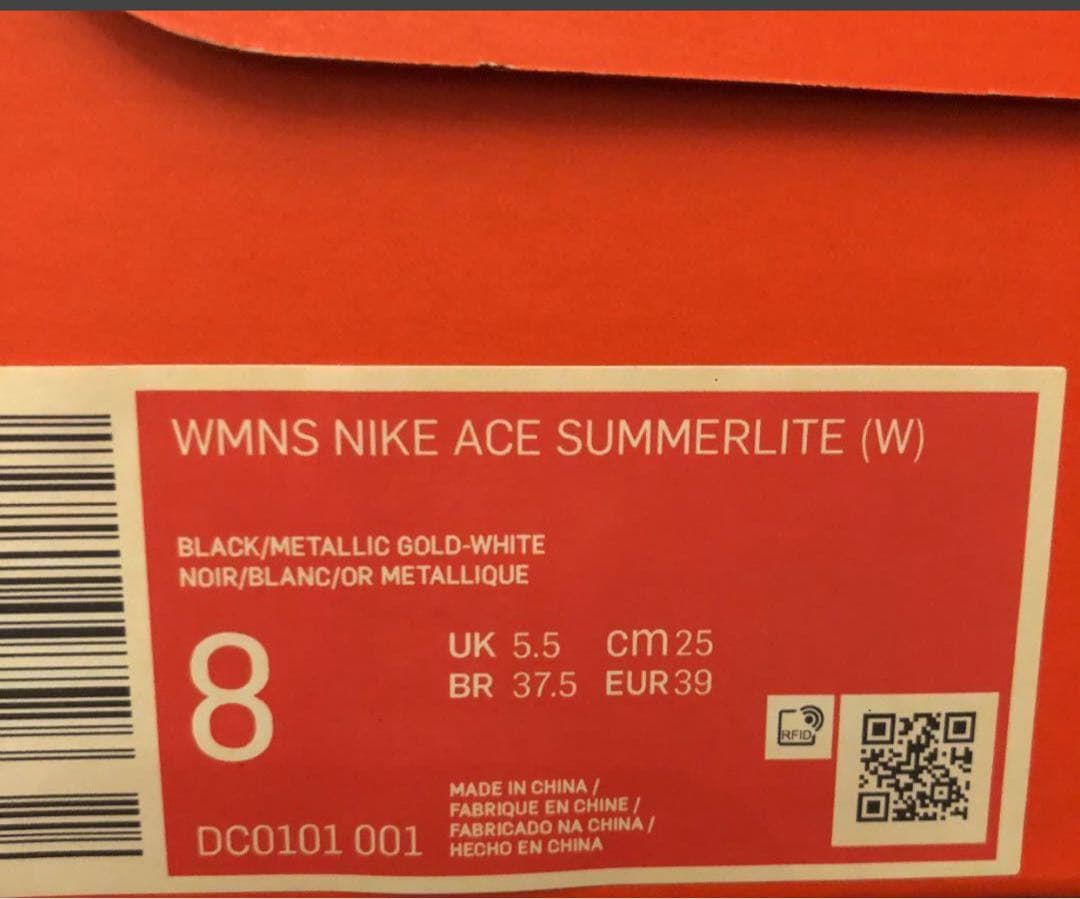 WMNS NIKE ACE SUMMERLITE (W)
BLACK/METALLIC GOLD-WHITE
NOIR/BLANC/OR METALLIQUE
8
UK 5.5 cm 25
BR 37.5 EUR 39
RFID
MADE IN CHINA /
FABRIQUE EN CHINE /
FABRICADO NA CHINA /
HECHO EN CHINA
DC0101 001